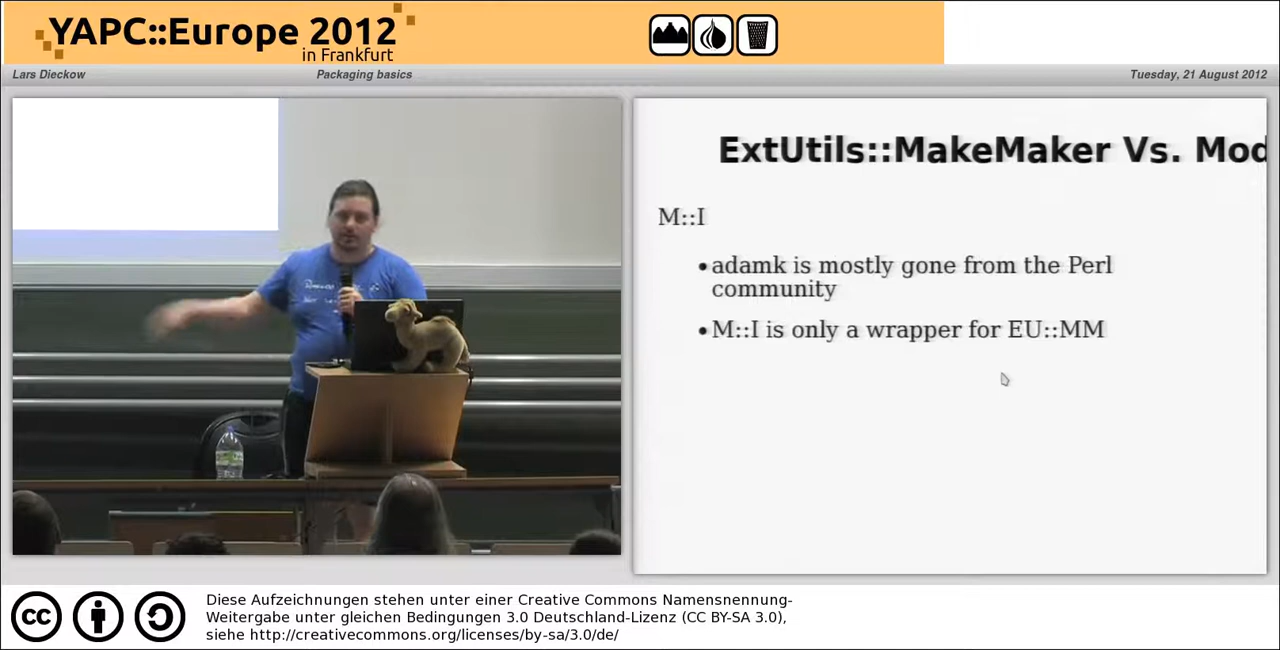 YAPC::Europe 2012
in Frankfurt
Lars Dieckow
Packaging basics
Tuesday, 21 August 2012
ExtUtils::MakeMaker Vs. Mod
M::I
•adamk is mostly gone from the Perl
community
•M::I is only a wrapper for EU::MM
cc
Diese Aufzeichnungen stehen unter einer Creative Commons Namensnennung-
Weitergabe unter gleichen Bedingungen 3.0 Deutschland-Lizenz (CC BY-SA 3.0),
siehe http://creativecommons.org/licenses/by-sa/3.0/de/